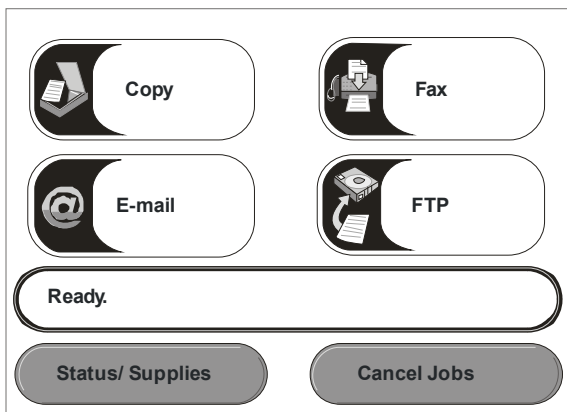 Copy
Fax
E-mail
FTP
Ready.
Status/ Supplies
Cancel Jobs